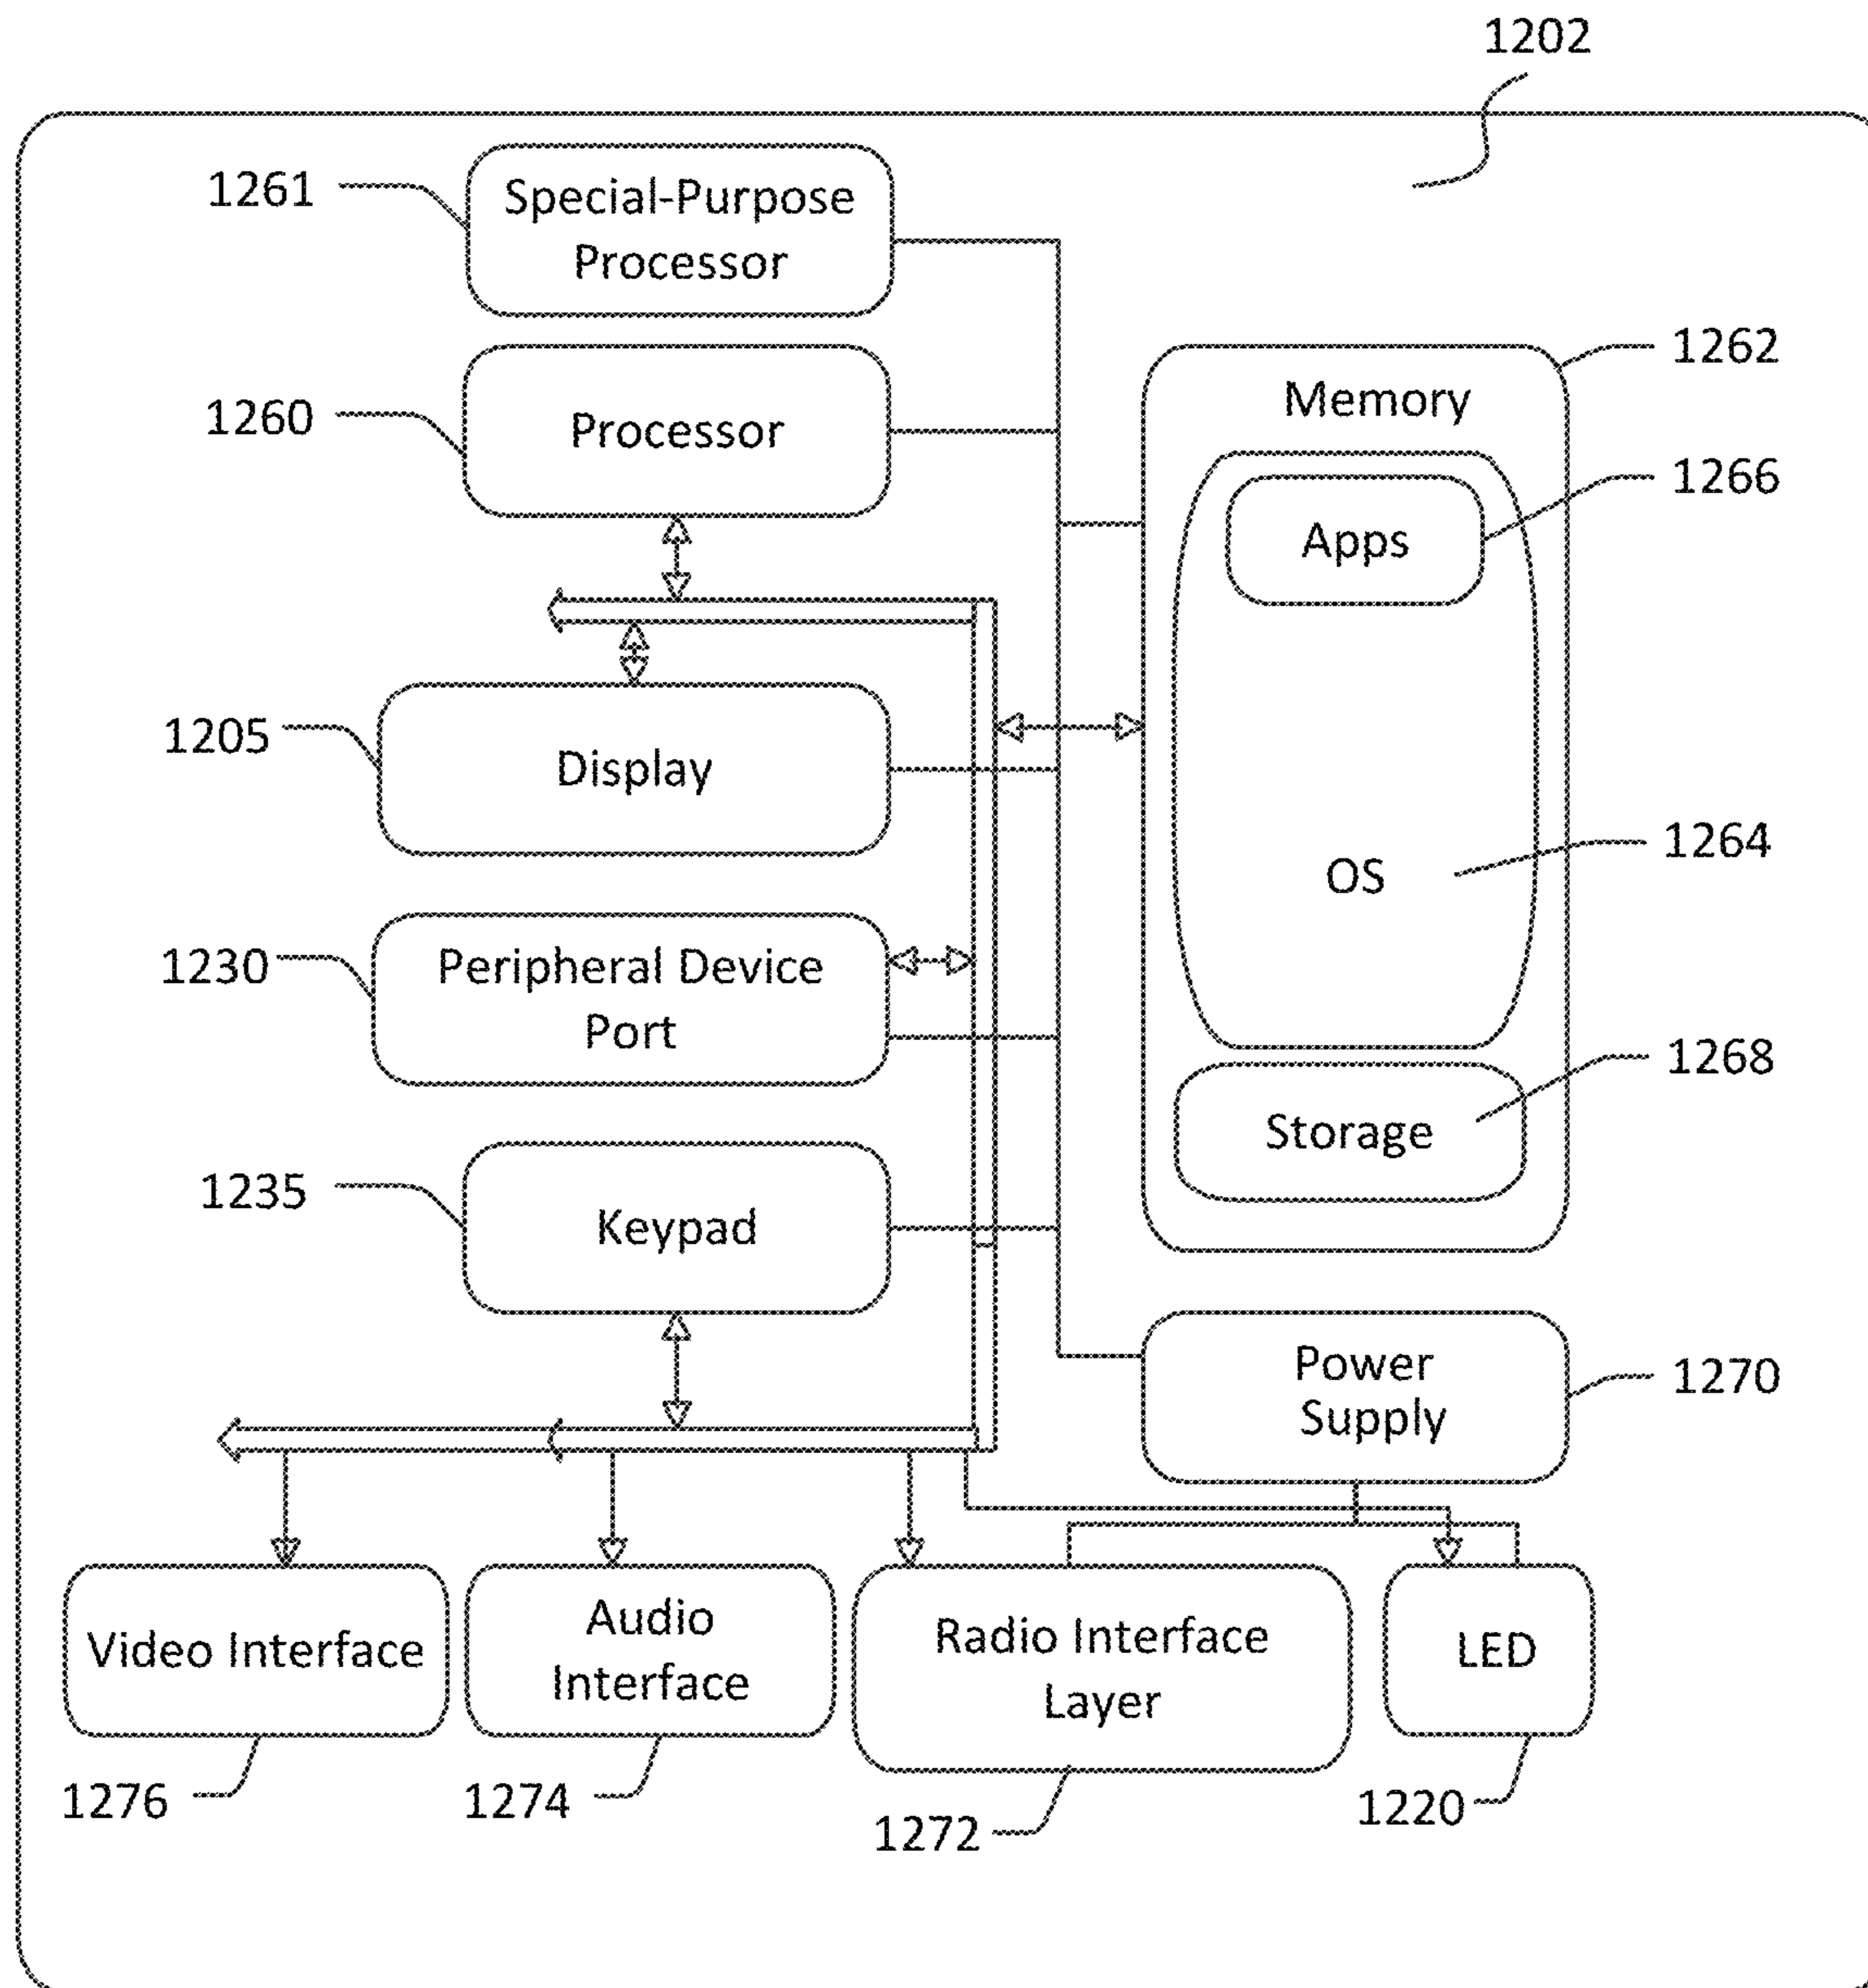 1202
1261
Special-Purpose
Processor
1260
Processor
1262
Memory
1266
Apps
1205
Display
1264
OS
1230
Peripheral Device
Port
1268
Storage
1235
Keypad
1270
Power
Supply
Video Interface
Audio
Interface
Radio Interface
Layer
LED
1276
1274
1272
1220